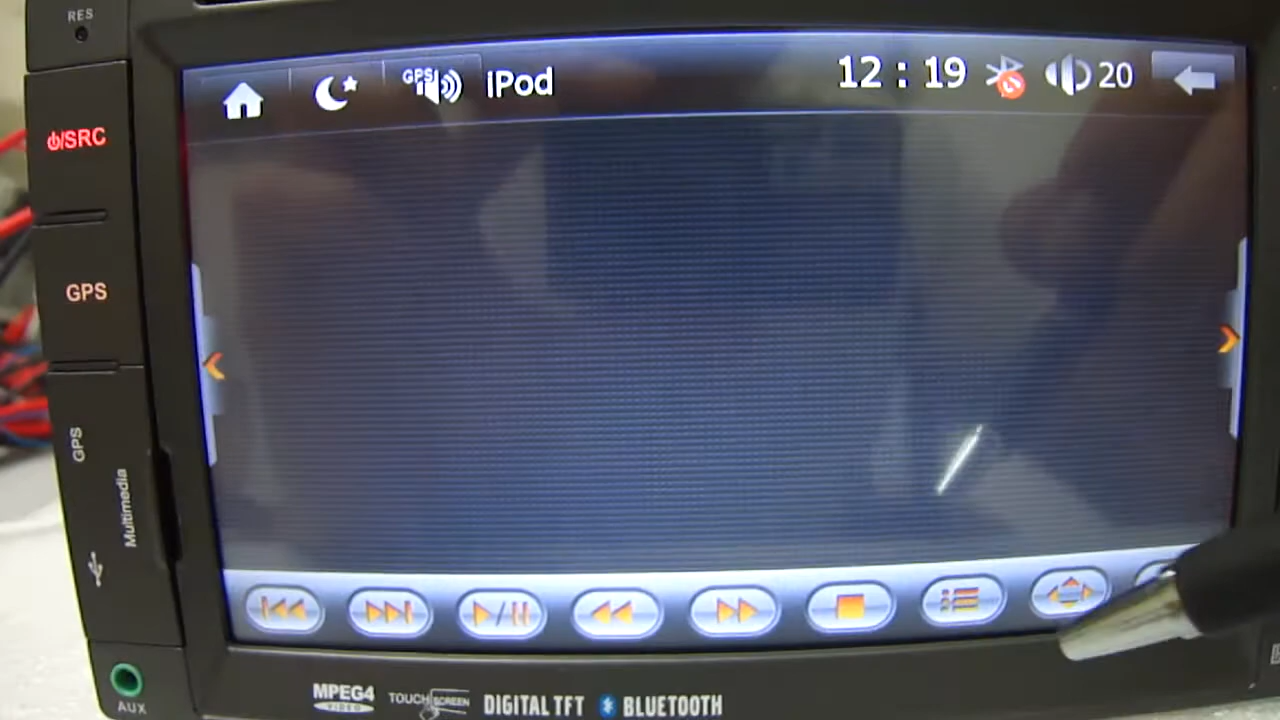 RES
GPS
iPod
12 : 19
20
⏻/SRC
GPS
GPS
Multimedia
AUX
MPEG4
VIDEO
TOUCH SCREEN
DIGITAL TFT
BLUETOOTH